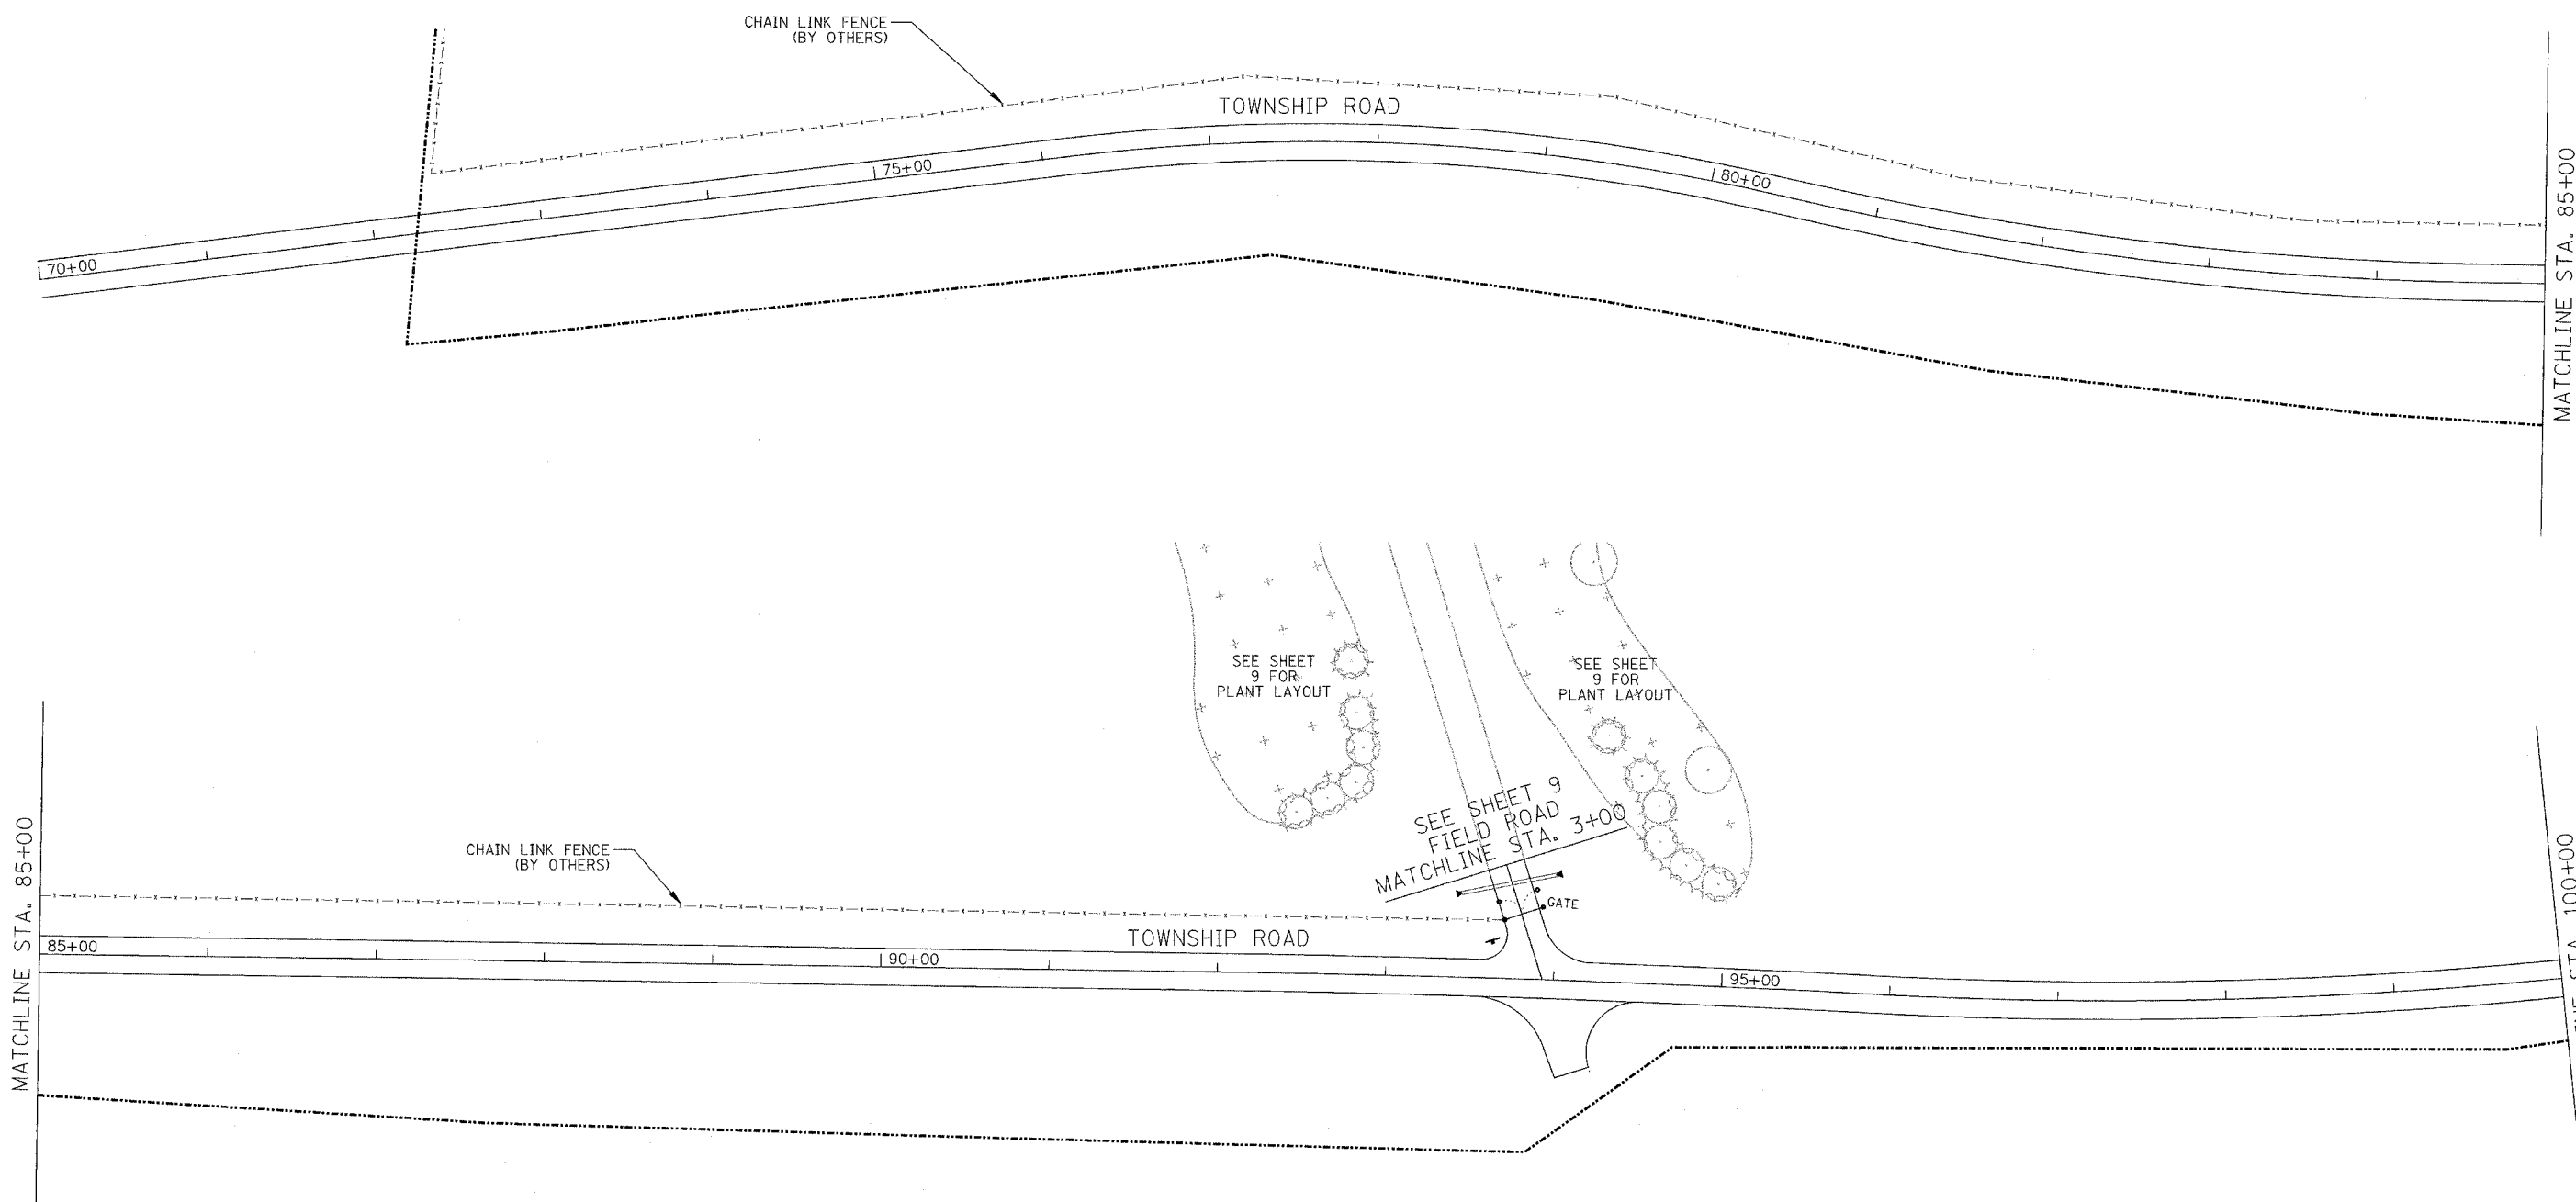 CHAIN LINK FENCE
(BY OTHERS)
TOWNSHIP ROAD
75+00
80+00
70+00
MATCHLINE STA. 85+00
SEE SHEET
9 FOR
PLANT LAYOUT
SEE SHEET
9 FOR
PLANT LAYOUT
SEE SHEET 9
FIELD ROAD
MATCHLINE STA. 3+00
CHAIN LINK FENCE
(BY OTHERS)
GATE
MATCHLINE STA. 85+00
85+00
TOWNSHIP ROAD
90+00
95+00
STA. 100+00